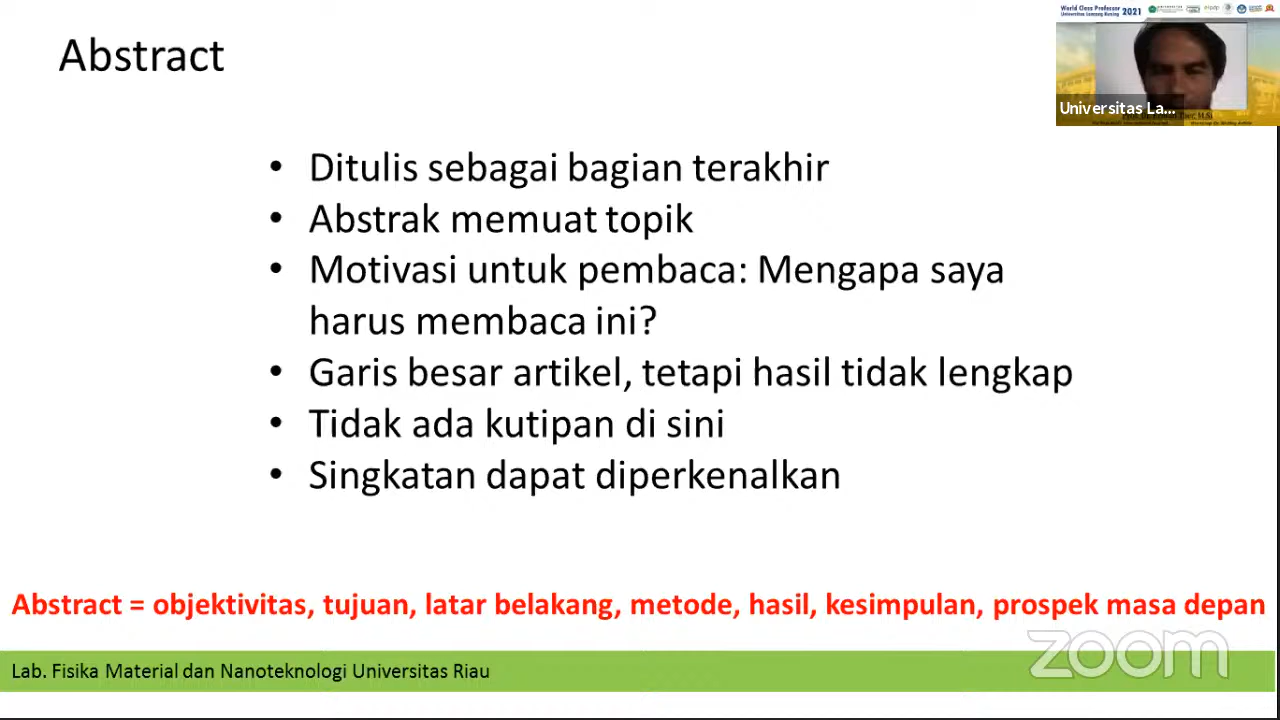 Abstract
World Class Professor
Universitas Lancang Kuning 2021
Universitas La...
• Ditulis sebagai bagian terakhir
• Abstrak memuat topik
• Motivasi untuk pembaca: Mengapa saya
harus membaca ini?
• Garis besar artikel, tetapi hasil tidak lengkap
• Tidak ada kutipan di sini
• Singkatan dapat diperkenalkan
Abstract = objektivitas, tujuan, latar belakang, metode, hasil, kesimpulan, prospek masa depan
zoom
Lab. Fisika Material dan Nanoteknologi Universitas Riau